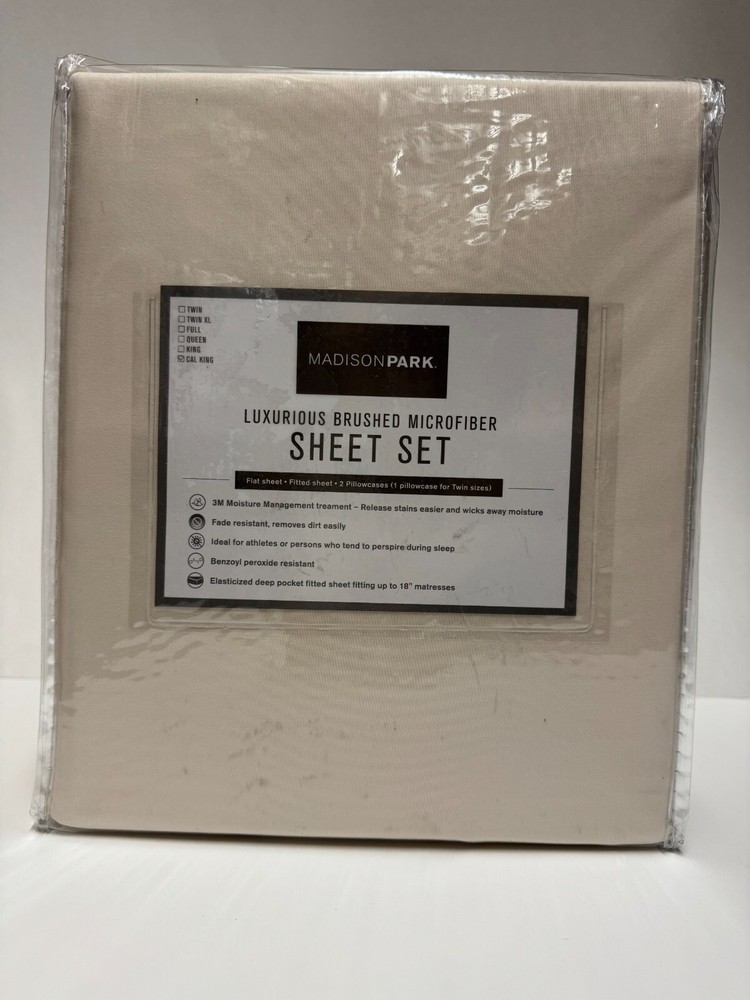 TWIN
TWIN XL
FULL
QUEEN
KING
CAL KING
MADISONPARK.
LUXURIOUS BRUSHED MICROFIBER
SHEET SET
Flat sheet • Fitted sheet • 2 Pillowcases (1 pillowcase for Twin sizes)
3M Moisture Management treament – Release stains easier and wicks away moisture
Fade resistant, removes dirt easily
Ideal for athletes or persons who tend to perspire during sleep
Benzoyl peroxide resistant
Elasticized deep pocket fitted sheet fitting up to 18" matresses